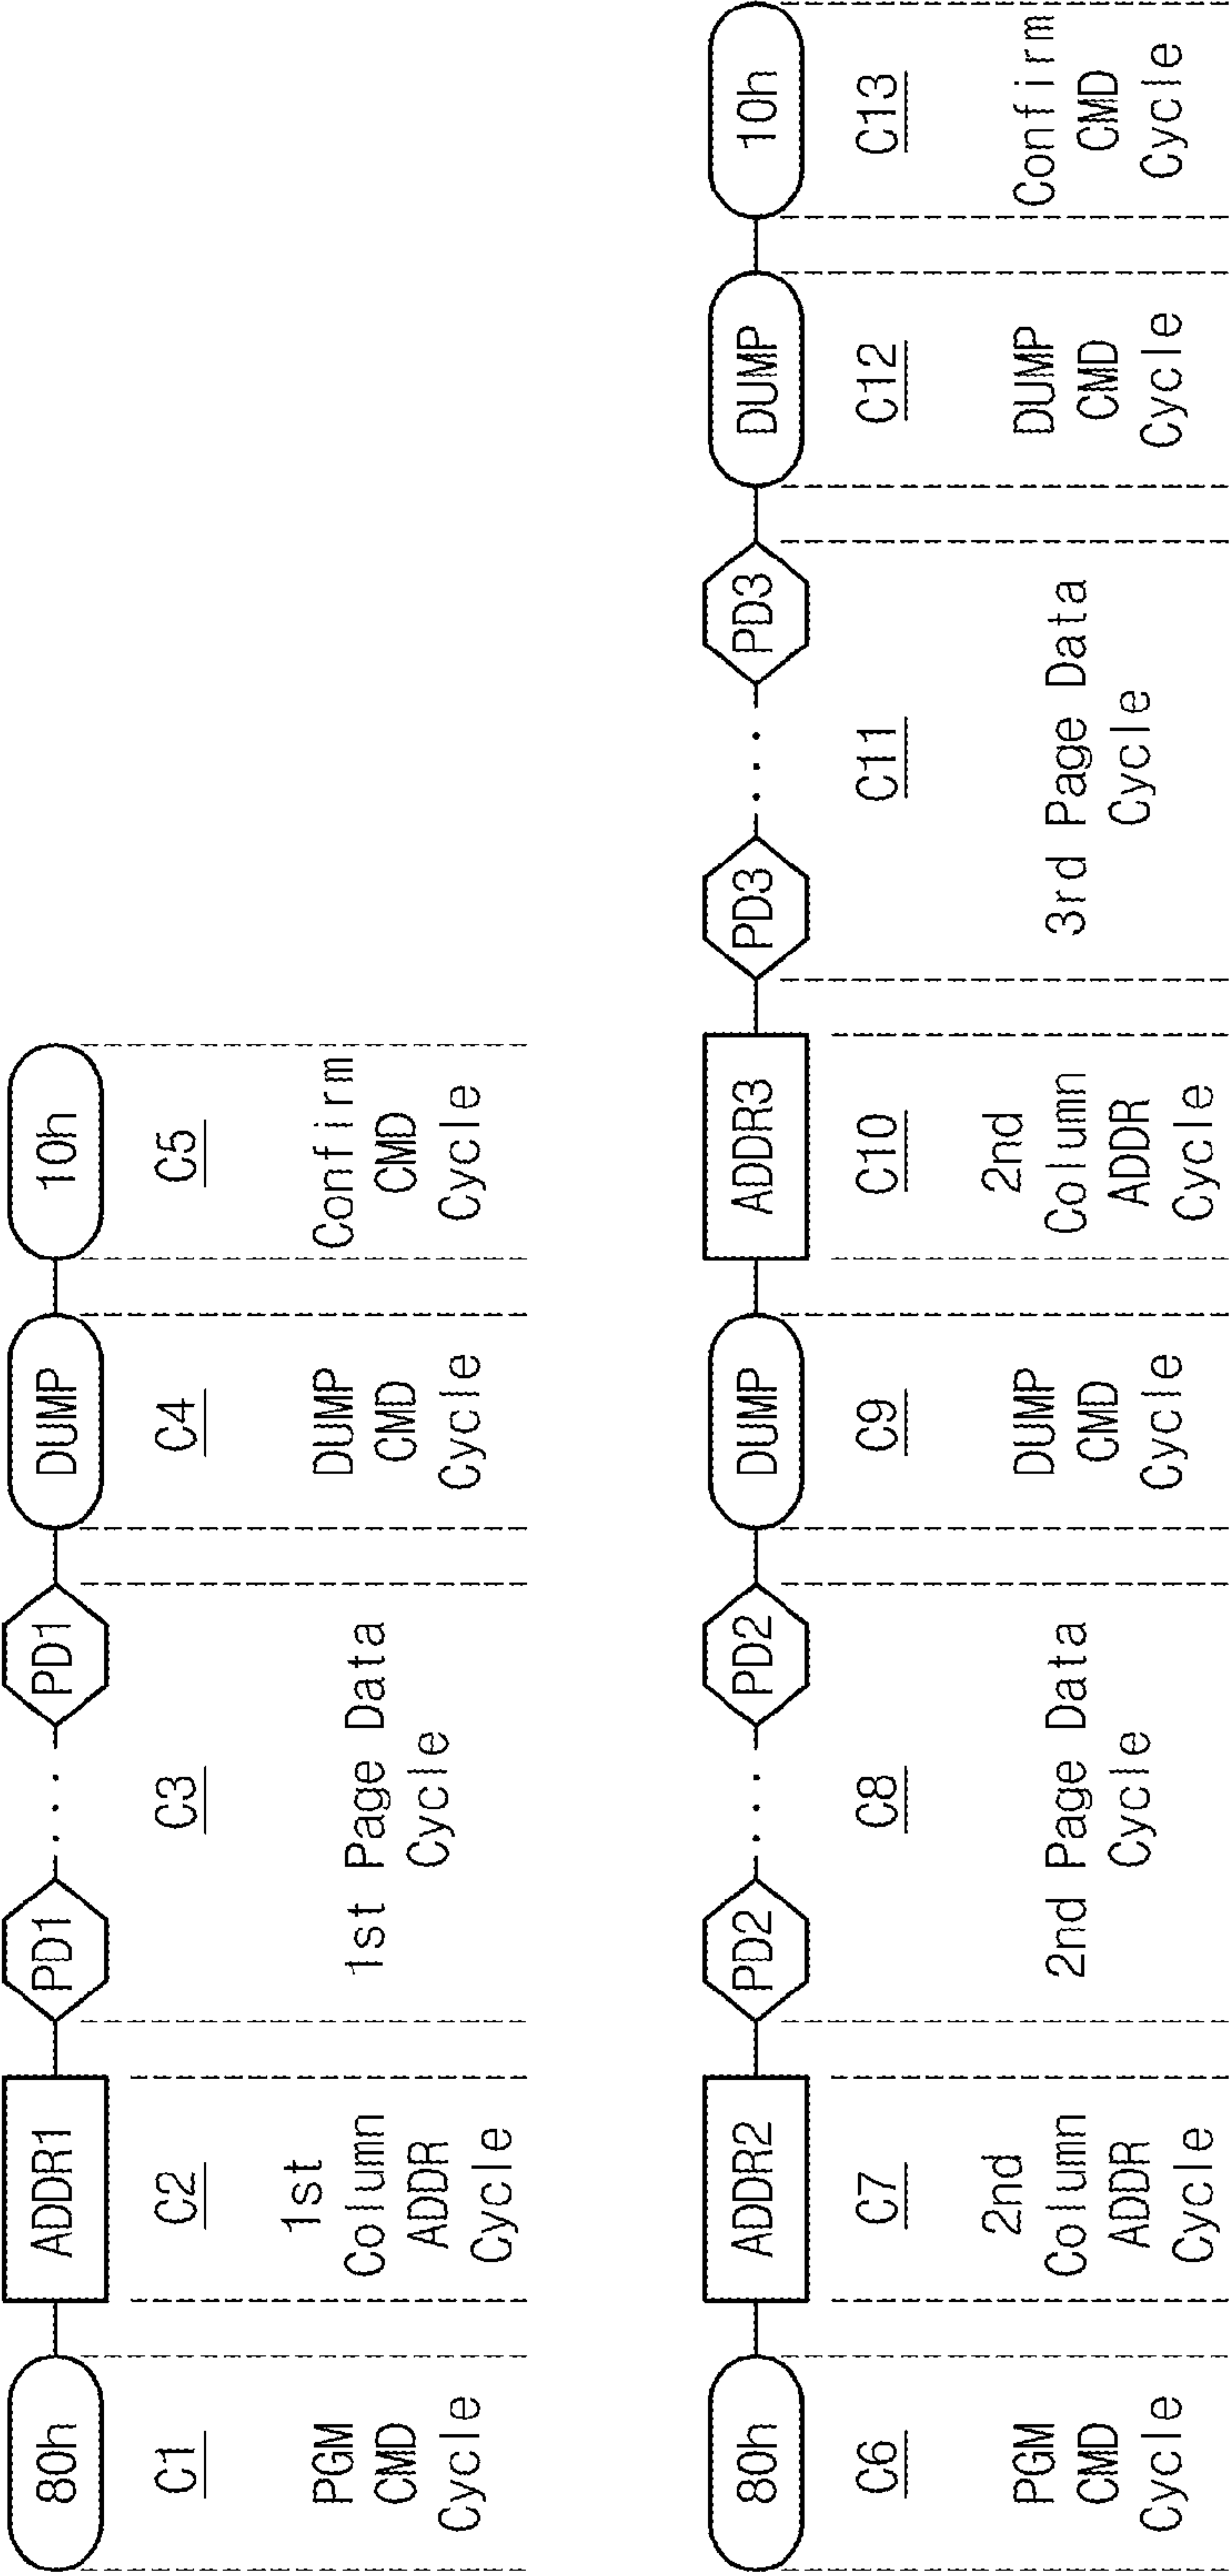 80h
ADDR1
PD1
PD1
DUMP
10h
C1
C2
C3
C4
C5
PGM
CMD
Cycle
1st
Column
ADDR
Cycle
1st Page Data
Cycle
DUMP
CMD
Cycle
Confirm
CMD
Cycle
80h
ADDR2
PD2
PD2
DUMP
ADDR3
PD3
PD3
DUMP
10h
C6
C7
C8
C9
C10
C11
C12
C13
PGM
CMD
Cycle
2nd
Column
ADDR
Cycle
2nd Page Data
Cycle
DUMP
CMD
Cycle
2nd
Column
ADDR
Cycle
3rd Page Data
Cycle
DUMP
CMD
Cycle
Confirm
CMD
Cycle